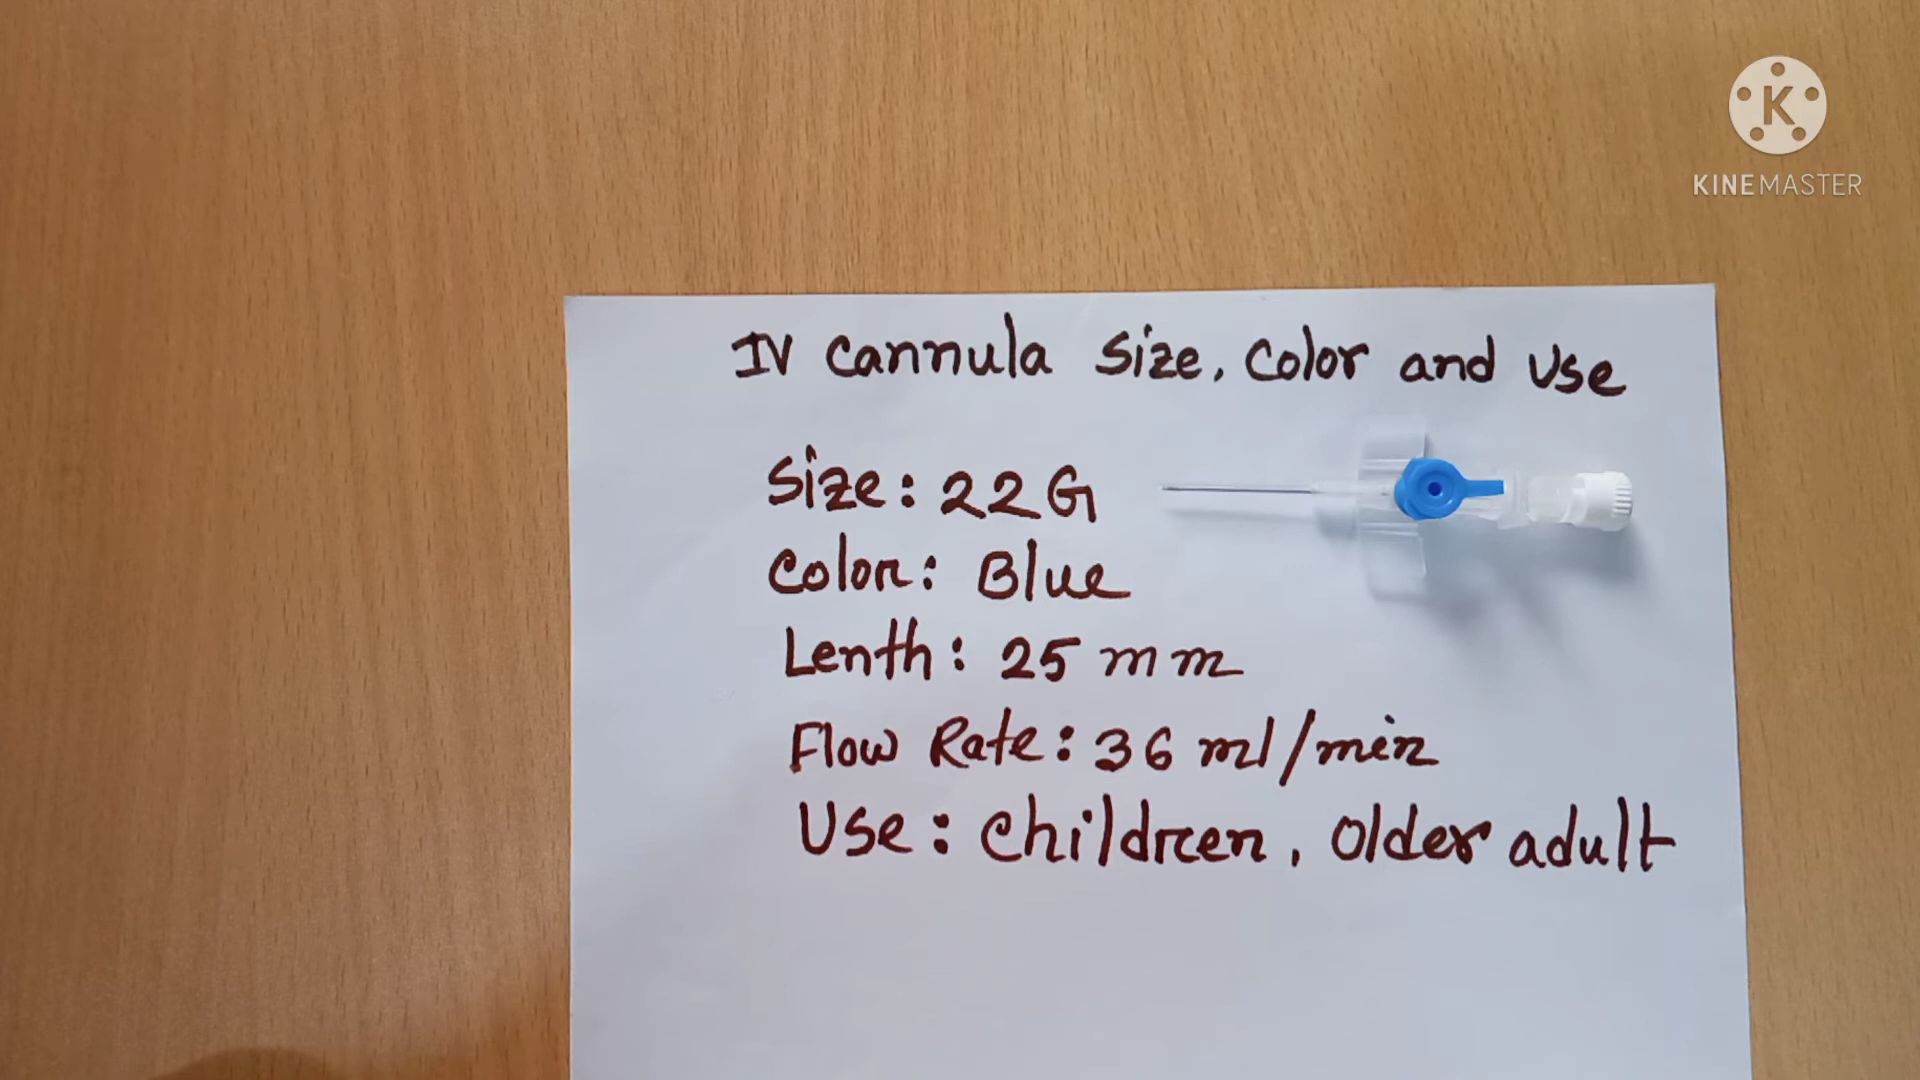 K
KINEMASTER
IV Cannula Size, Color and Use
Size: 22G
Color: Blue
Lenth: 25 mm
Flow Rate: 36 ml/min
Use: Children, Older adult